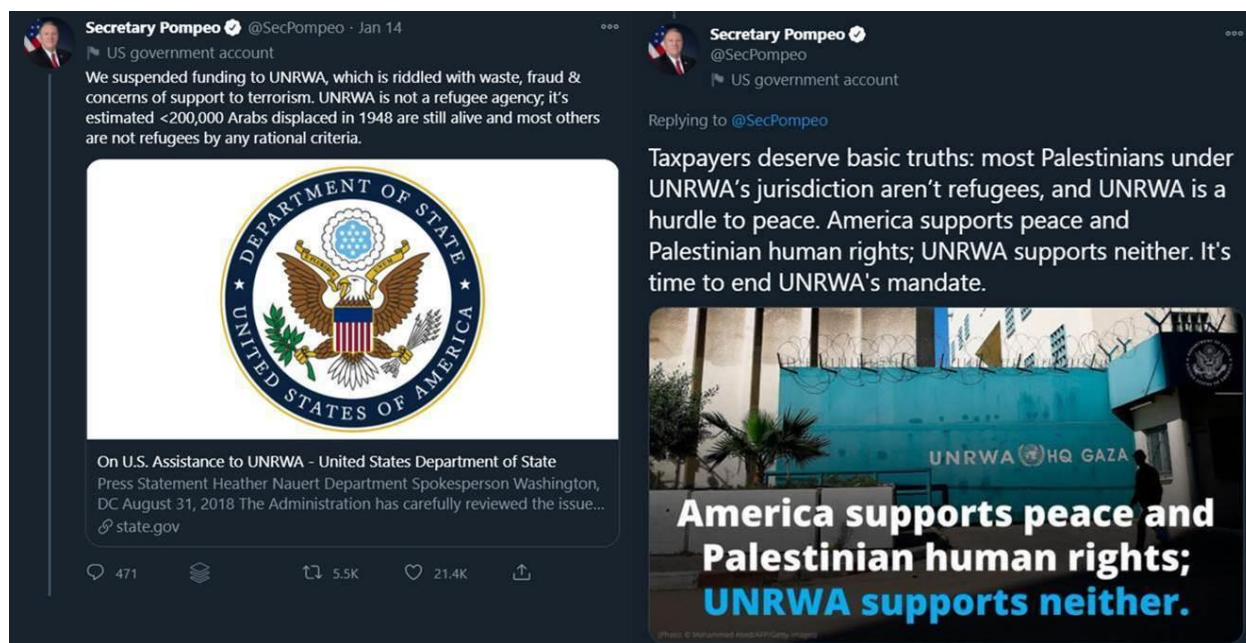 Secretary Pompeo @SecPompeo · Jan 14
US government account
We suspended funding to UNRWA, which is riddled with waste, fraud &
concerns of support to terrorism. UNRWA is not a refugee agency; it's
estimated <200,000 Arabs displaced in 1948 are still alive and most others
are not refugees by any rational criteria.
DEPARTMENT OF STATE
UNITED STATES OF AMERICA
On U.S. Assistance to UNRWA - United States Department of State
Press Statement Heather Nauert Department Spokesperson Washington,
DC August 31, 2018 The Administration has carefully reviewed the issue...
state.gov
471 5.5K 21.4K
Secretary Pompeo
@SecPompeo
US government account
Replying to @SecPompeo
Taxpayers deserve basic truths: most Palestinians under
UNRWA's jurisdiction aren't refugees, and UNRWA is a
hurdle to peace. America supports peace and
Palestinian human rights; UNRWA supports neither. It's
time to end UNRWA's mandate.
UNRWA HQ GAZA
America supports peace and
Palestinian human rights;
UNRWA supports neither.
(Photo: © Mohammed Abed/AFP/Getty Images)